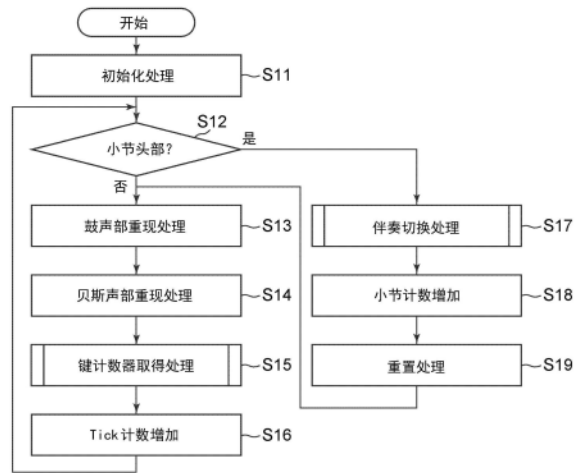 开始
初始化处理
S11
S12
小节头部?
是
否
鼓声部重现处理
S13
伴奏切换处理
S17
贝斯声部重现处理
S14
小节计数增加
S18
键计数器取得处理
S15
重置处理
S19
Tick计数增加
S16